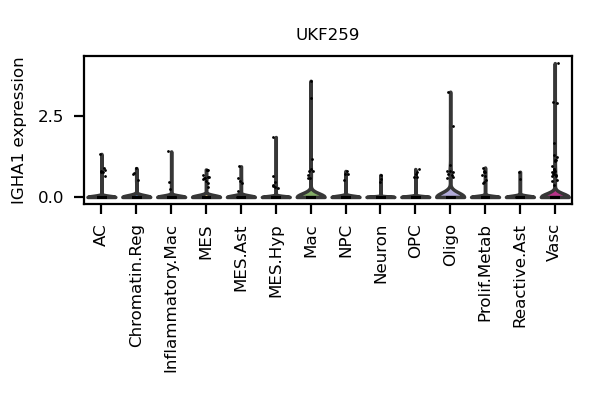 UKF259
IGHA1 expression
2.5
0.0
AC
Chromatin.Reg
Inflammatory.Mac
MES
MES.Ast
MES.Hyp
Mac
NPC
Neuron
OPC
Oligo
Prolif.Metab
Reactive.Ast
Vasc